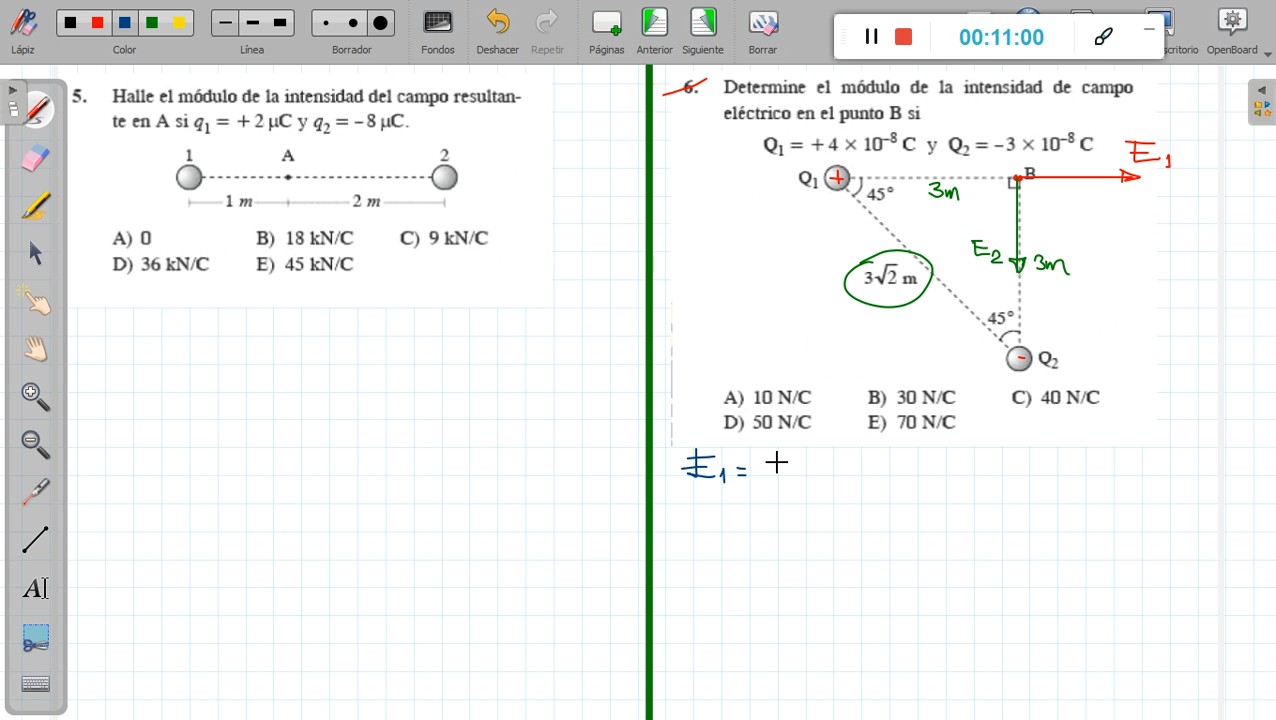 Lápiz
Color
Línea
Borrador
Fondos
Deshacer
Repetir
Páginas
Anterior
Siguiente
Borrar
00:11:00
critorio
OpenBoard
5. Halle el módulo de la intensidad del campo resultan-
te en A si q₁ = +2 μC y q₂ = –8 μC.
1 A 2
1 m 2 m
A) 0 B) 18 kN/C C) 9 kN/C
D) 36 kN/C E) 45 kN/C
6. Determine el módulo de la intensidad de campo
eléctrico en el punto B si
Q₁ = +4 × 10⁻⁸ C y Q₂ = –3 × 10⁻⁸ C
E₁
Q₁ + 45° 3m B
E₂ 3m
3√2 m
45°
- Q₂
A) 10 N/C B) 30 N/C C) 40 N/C
D) 50 N/C E) 70 N/C
E₁ =